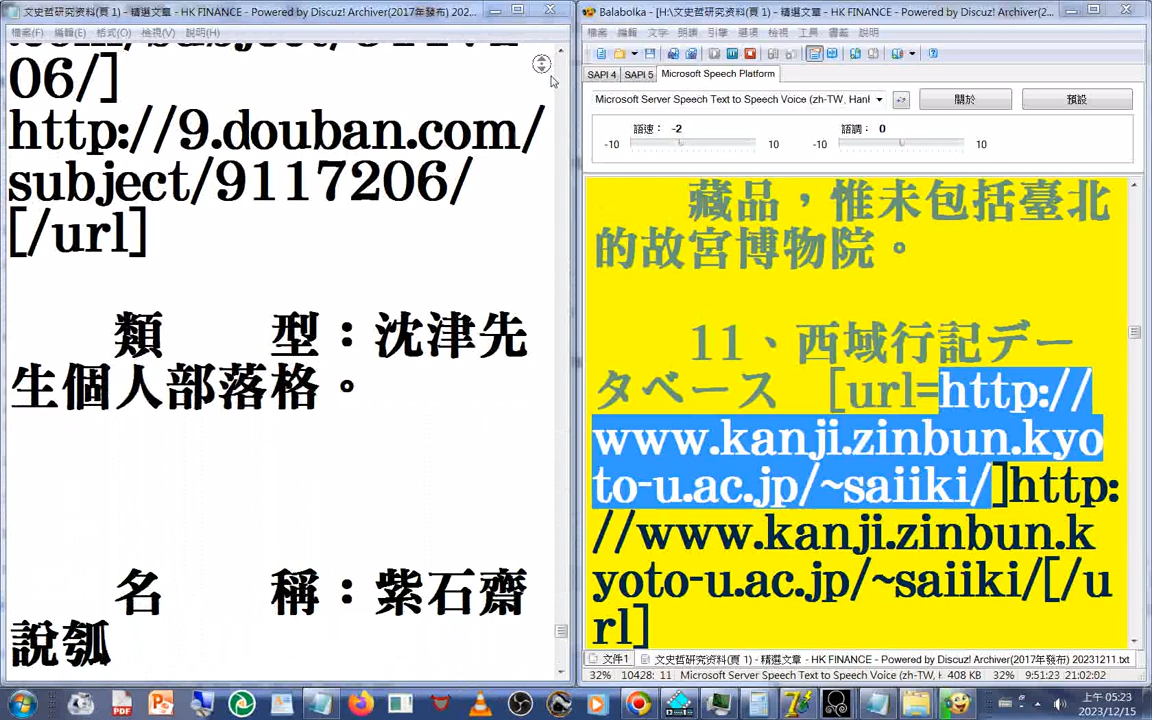 文史哲研究资料(頁 1) - 精選文章 - HK FINANCE - Powered by Discuz! Archiver(2017年發布) 202...
檔案(F) 編輯(E) 格式(O) 檢視(V) 說明(H)
06/]
http://9.douban.com/
subject/9117206/
[/url]
類 型：沈津先
生個人部落格。
名 稱：紫石齋
說瓠
Balabolka - [H:\文史哲研究资料(頁 1) - 精選文章 - HK FINANCE - Powered by Discuz! Archiver(2...
檔案 編輯 文字 朗讀 引擎 選項 檢視 工具 書籤 說明
SAPI 4 SAPI 5 Microsoft Speech Platform
Microsoft Server Speech Text to Speech Voice (zh-TW, HanH
關於
預設
語速： -2
語調： 0
-10 10 -10 10
藏品，惟未包括臺北
的故宮博物院。
11、西域行記デー
タベース [url=http://
www.kanji.zinbun.kyo
to-u.ac.jp/~saiiki/]http:
//www.kanji.zinbun.k
yoto-u.ac.jp/~saiiki/[/u
rl]
文件1 文史哲研究资料(頁 1) - 精選文章 - HK FINANCE - Powered by Discuz! Archiver(2017年發布) 20231211.txt
32% 10428: 11 Microsoft Server Speech Text to Speech Voice (zh-TW, H 408 KB 32% 9:51:23 21:02:02
上午 05:23
2023/12/15